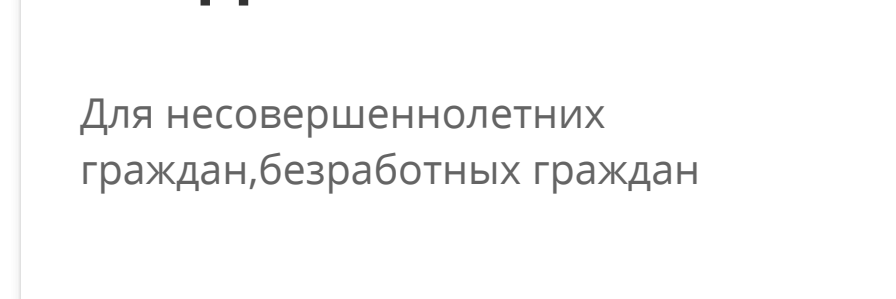 Для несовершеннолетних
граждан,безработных граждан